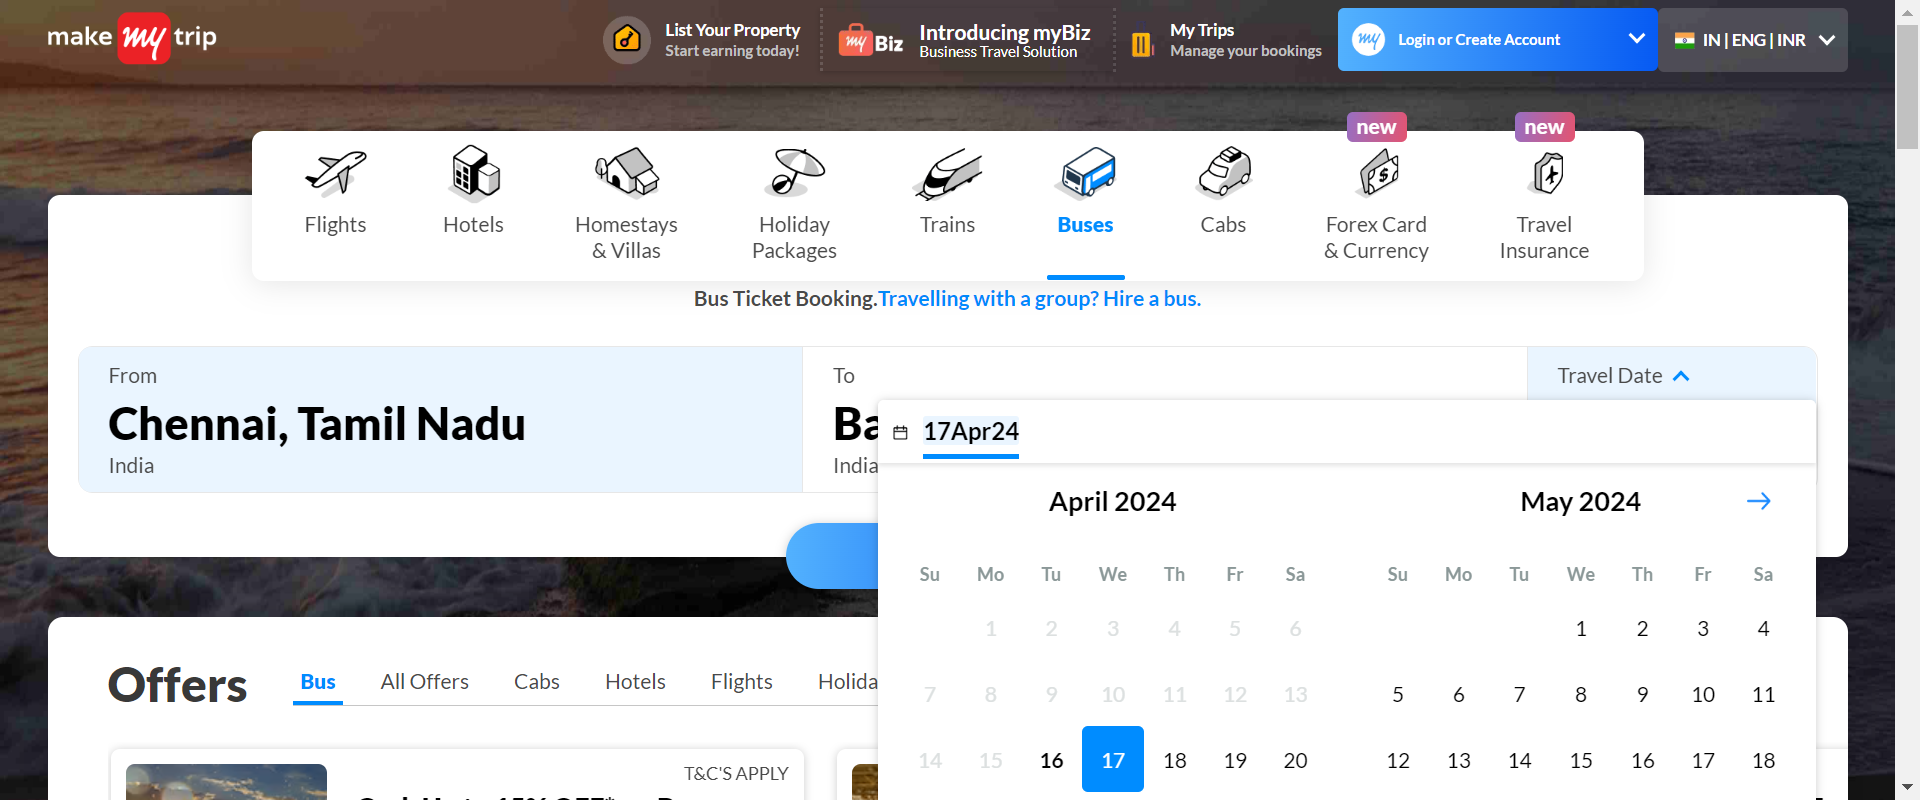 make my trip
List Your Property
Start earning today!
my Biz
Introducing myBiz
Business Travel Solution
My Trips
Manage your bookings
my
Login or Create Account
IN | ENG | INR
new
new
Flights
Hotels
Homestays
& Villas
Holiday
Packages
Trains
Buses
Cabs
Forex Card
& Currency
Travel
Insurance
Bus Ticket Booking.Travelling with a group? Hire a bus.
From
Chennai, Tamil Nadu
India
To
Ba
India
Travel Date
17Apr24
April 2024
Su Mo Tu We Th Fr Sa
1 2 3 4 5 6
7 8 9 10 11 12 13
14 15 16 17 18 19 20
May 2024
Su Mo Tu We Th Fr Sa
1 2 3 4
5 6 7 8 9 10 11
12 13 14 15 16 17 18
Offers
Bus All Offers Cabs Hotels Flights Holida
T&C'S APPLY